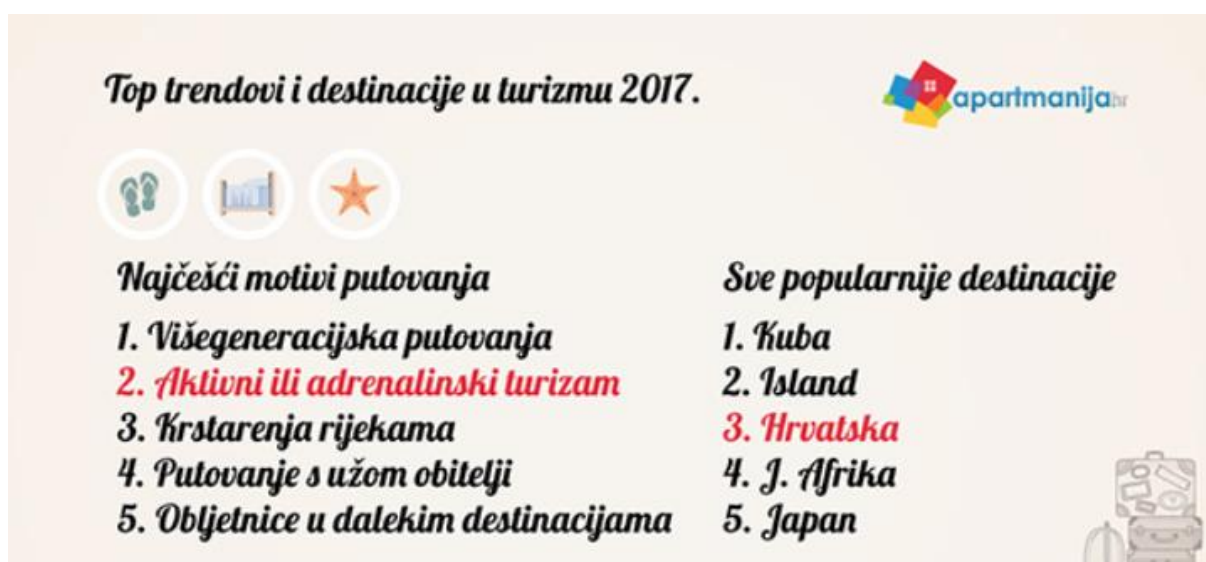 Top trendovi i destinacije u turizmu 2017.
apartmanija.hr
Najčešći motivi putovanja
1. Višegeneracijska putovanja
2. Aktivni ili adrenalinski turizam
3. Krstarenja rijekama
4. Putovanje s užom obitelji
5. Obljetnice u dalekim destinacijama
Sve popularnije destinacije
1. Kuba
2. Island
3. Hrvatska
4. J. Afrika
5. Japan